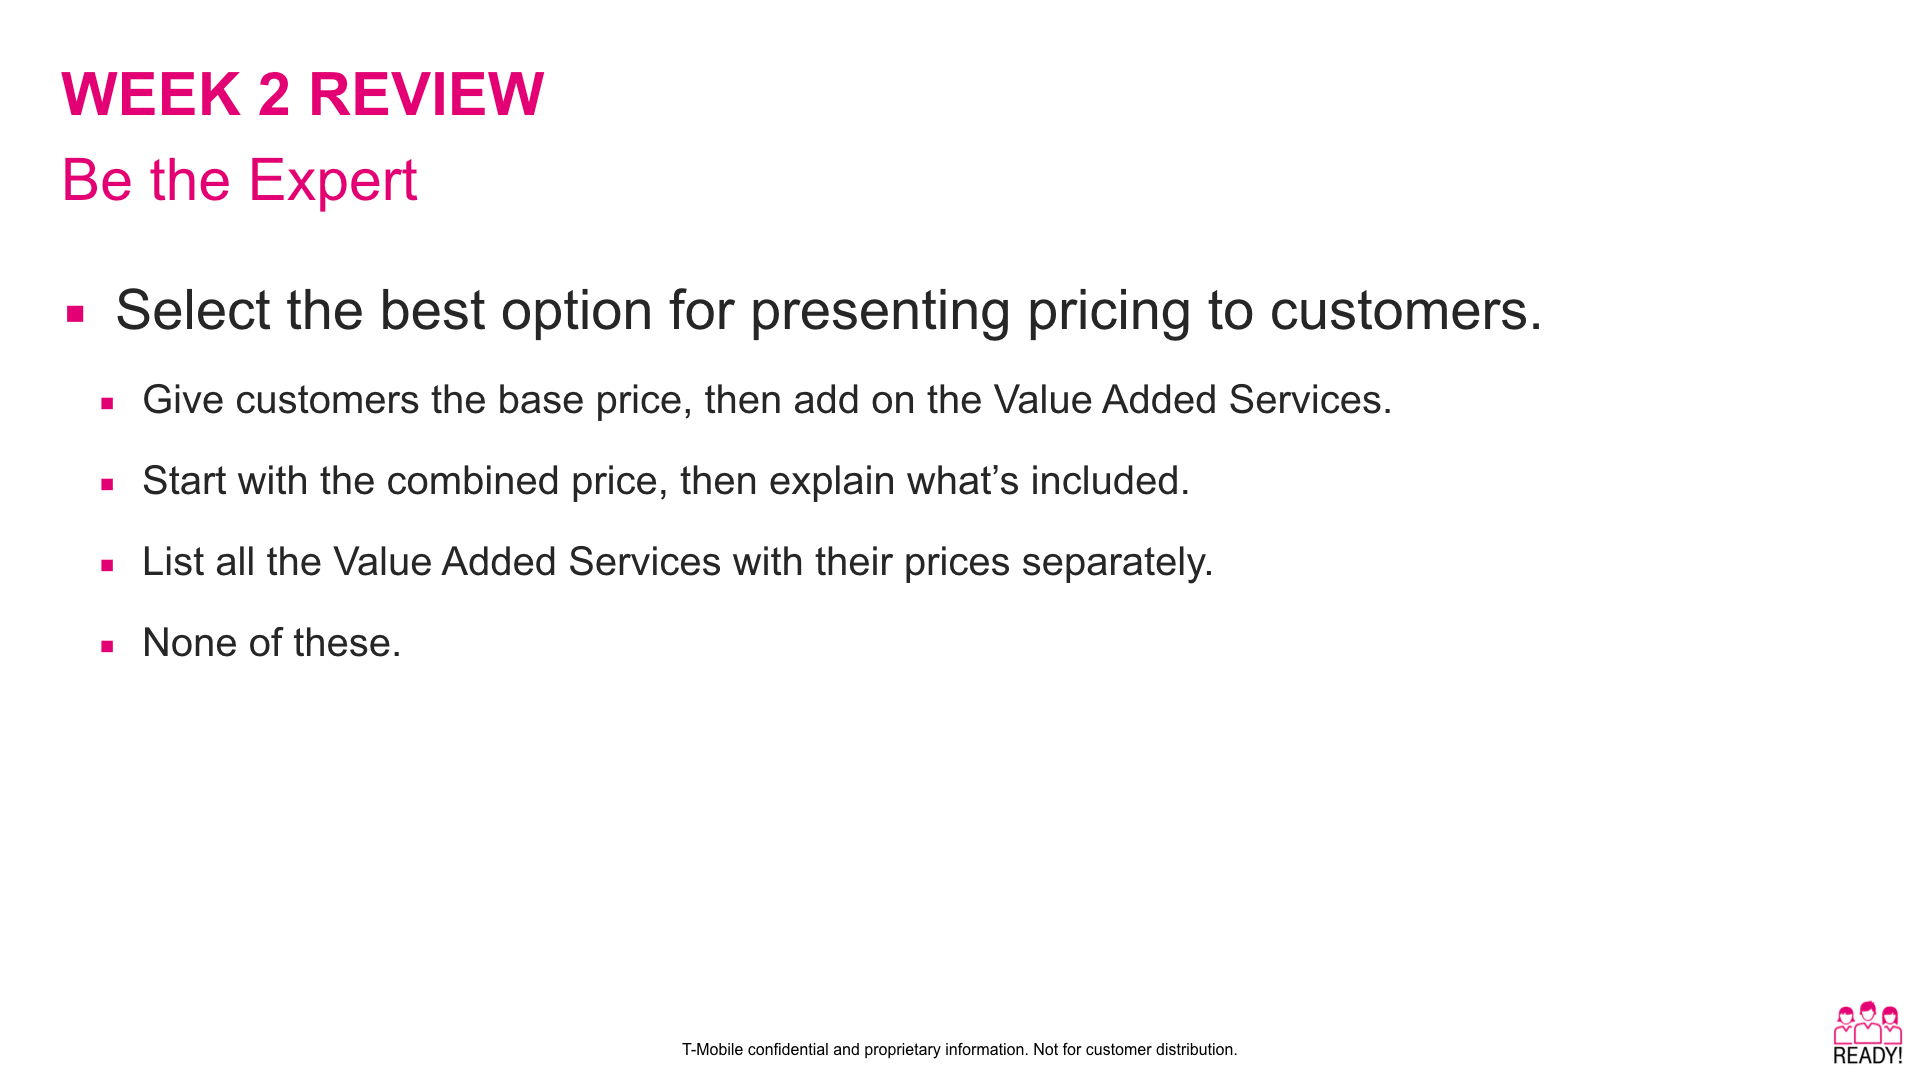 WEEK 2 REVIEW
Be the Expert
Select the best option for presenting pricing to customers.
Give customers the base price, then add on the Value Added Services.
Start with the combined price, then explain what’s included.
List all the Value Added Services with their prices separately.
None of these.
T-Mobile confidential and proprietary information. Not for customer distribution.
READY!